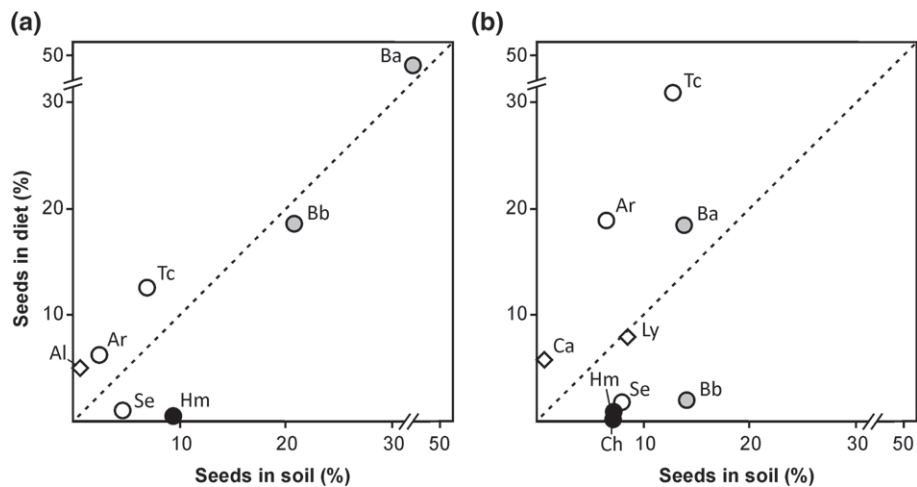 (a)
(b)
Seeds in diet (%)
50
30
20
10
Ba
Bb
Tc
Ar
Al
Se
Hm
10
20
30
50
Seeds in soil (%)
50
30
20
10
Tc
Ar
Ba
Ly
Ca
Hm
Se
Bb
Ch
10
20
30
50
Seeds in soil (%)